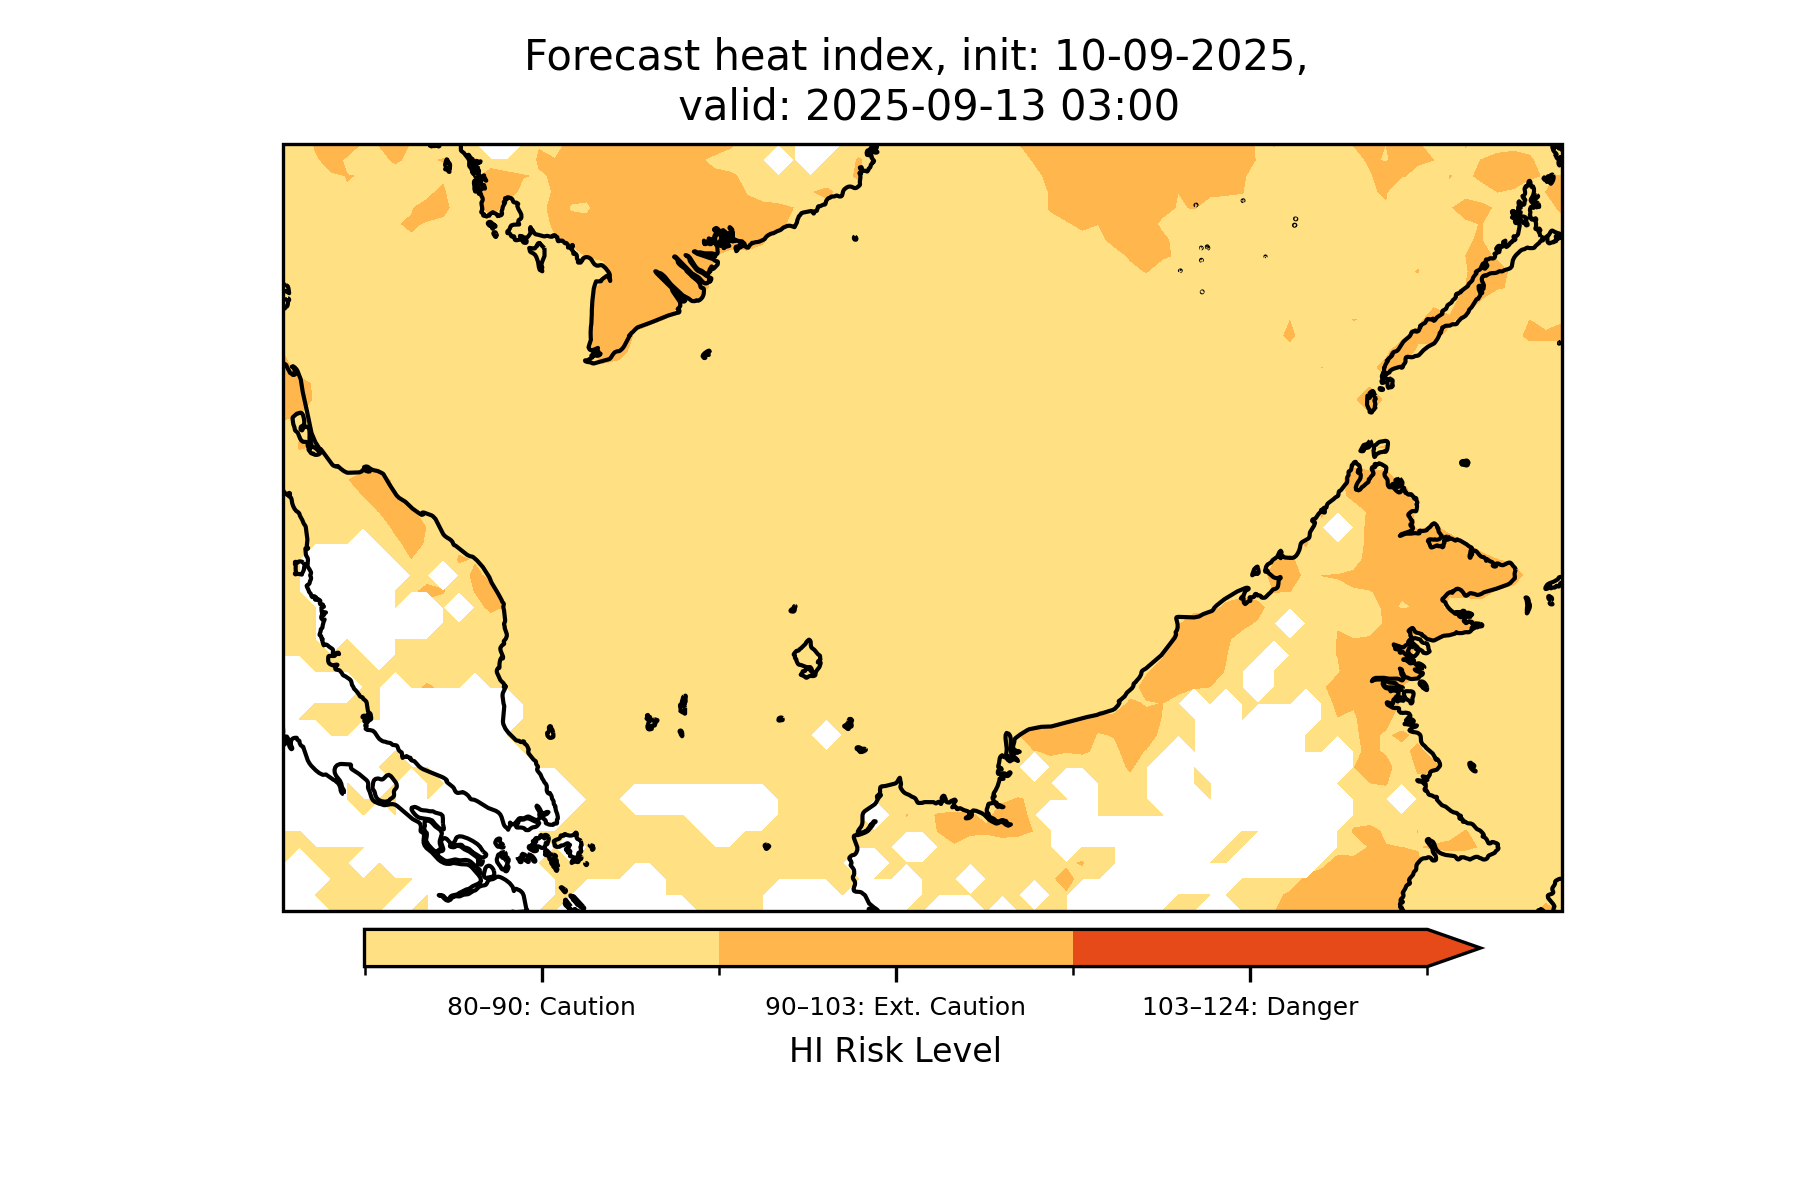 Forecast heat index, init: 10-09-2025,
valid: 2025-09-13 03:00
80–90: Caution
90–103: Ext. Caution
103–124: Danger
HI Risk Level